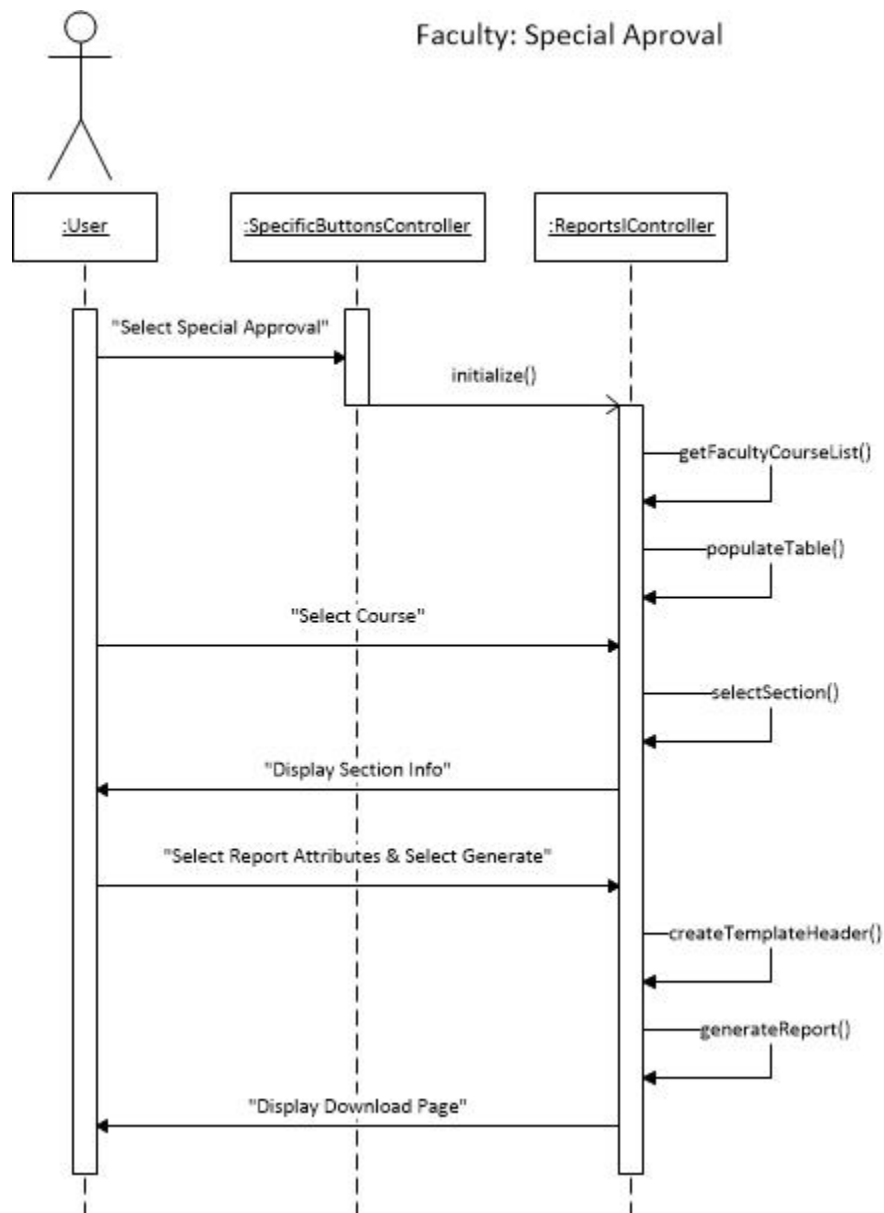 Faculty: Special Aproval
:User
:SpecificButtonsController
:ReportsIController
"Select Special Approval"
initialize()
getFacultyCourseList()
populateTable()
"Select Course"
selectSection()
"Display Section Info"
"Select Report Attributes & Select Generate"
createTemplateHeader()
generateReport()
"Display Download Page"